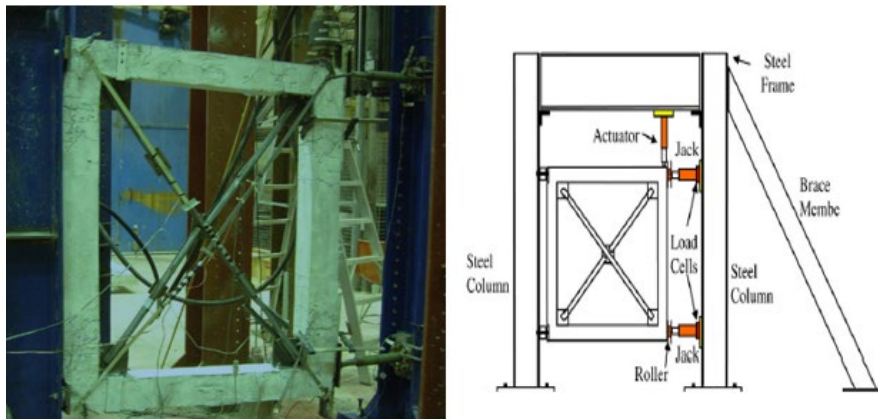 Steel
Frame
Actuator
Jack
Brace
Membe
Load
Cells
Steel
Column
Steel
Column
Jack
Roller